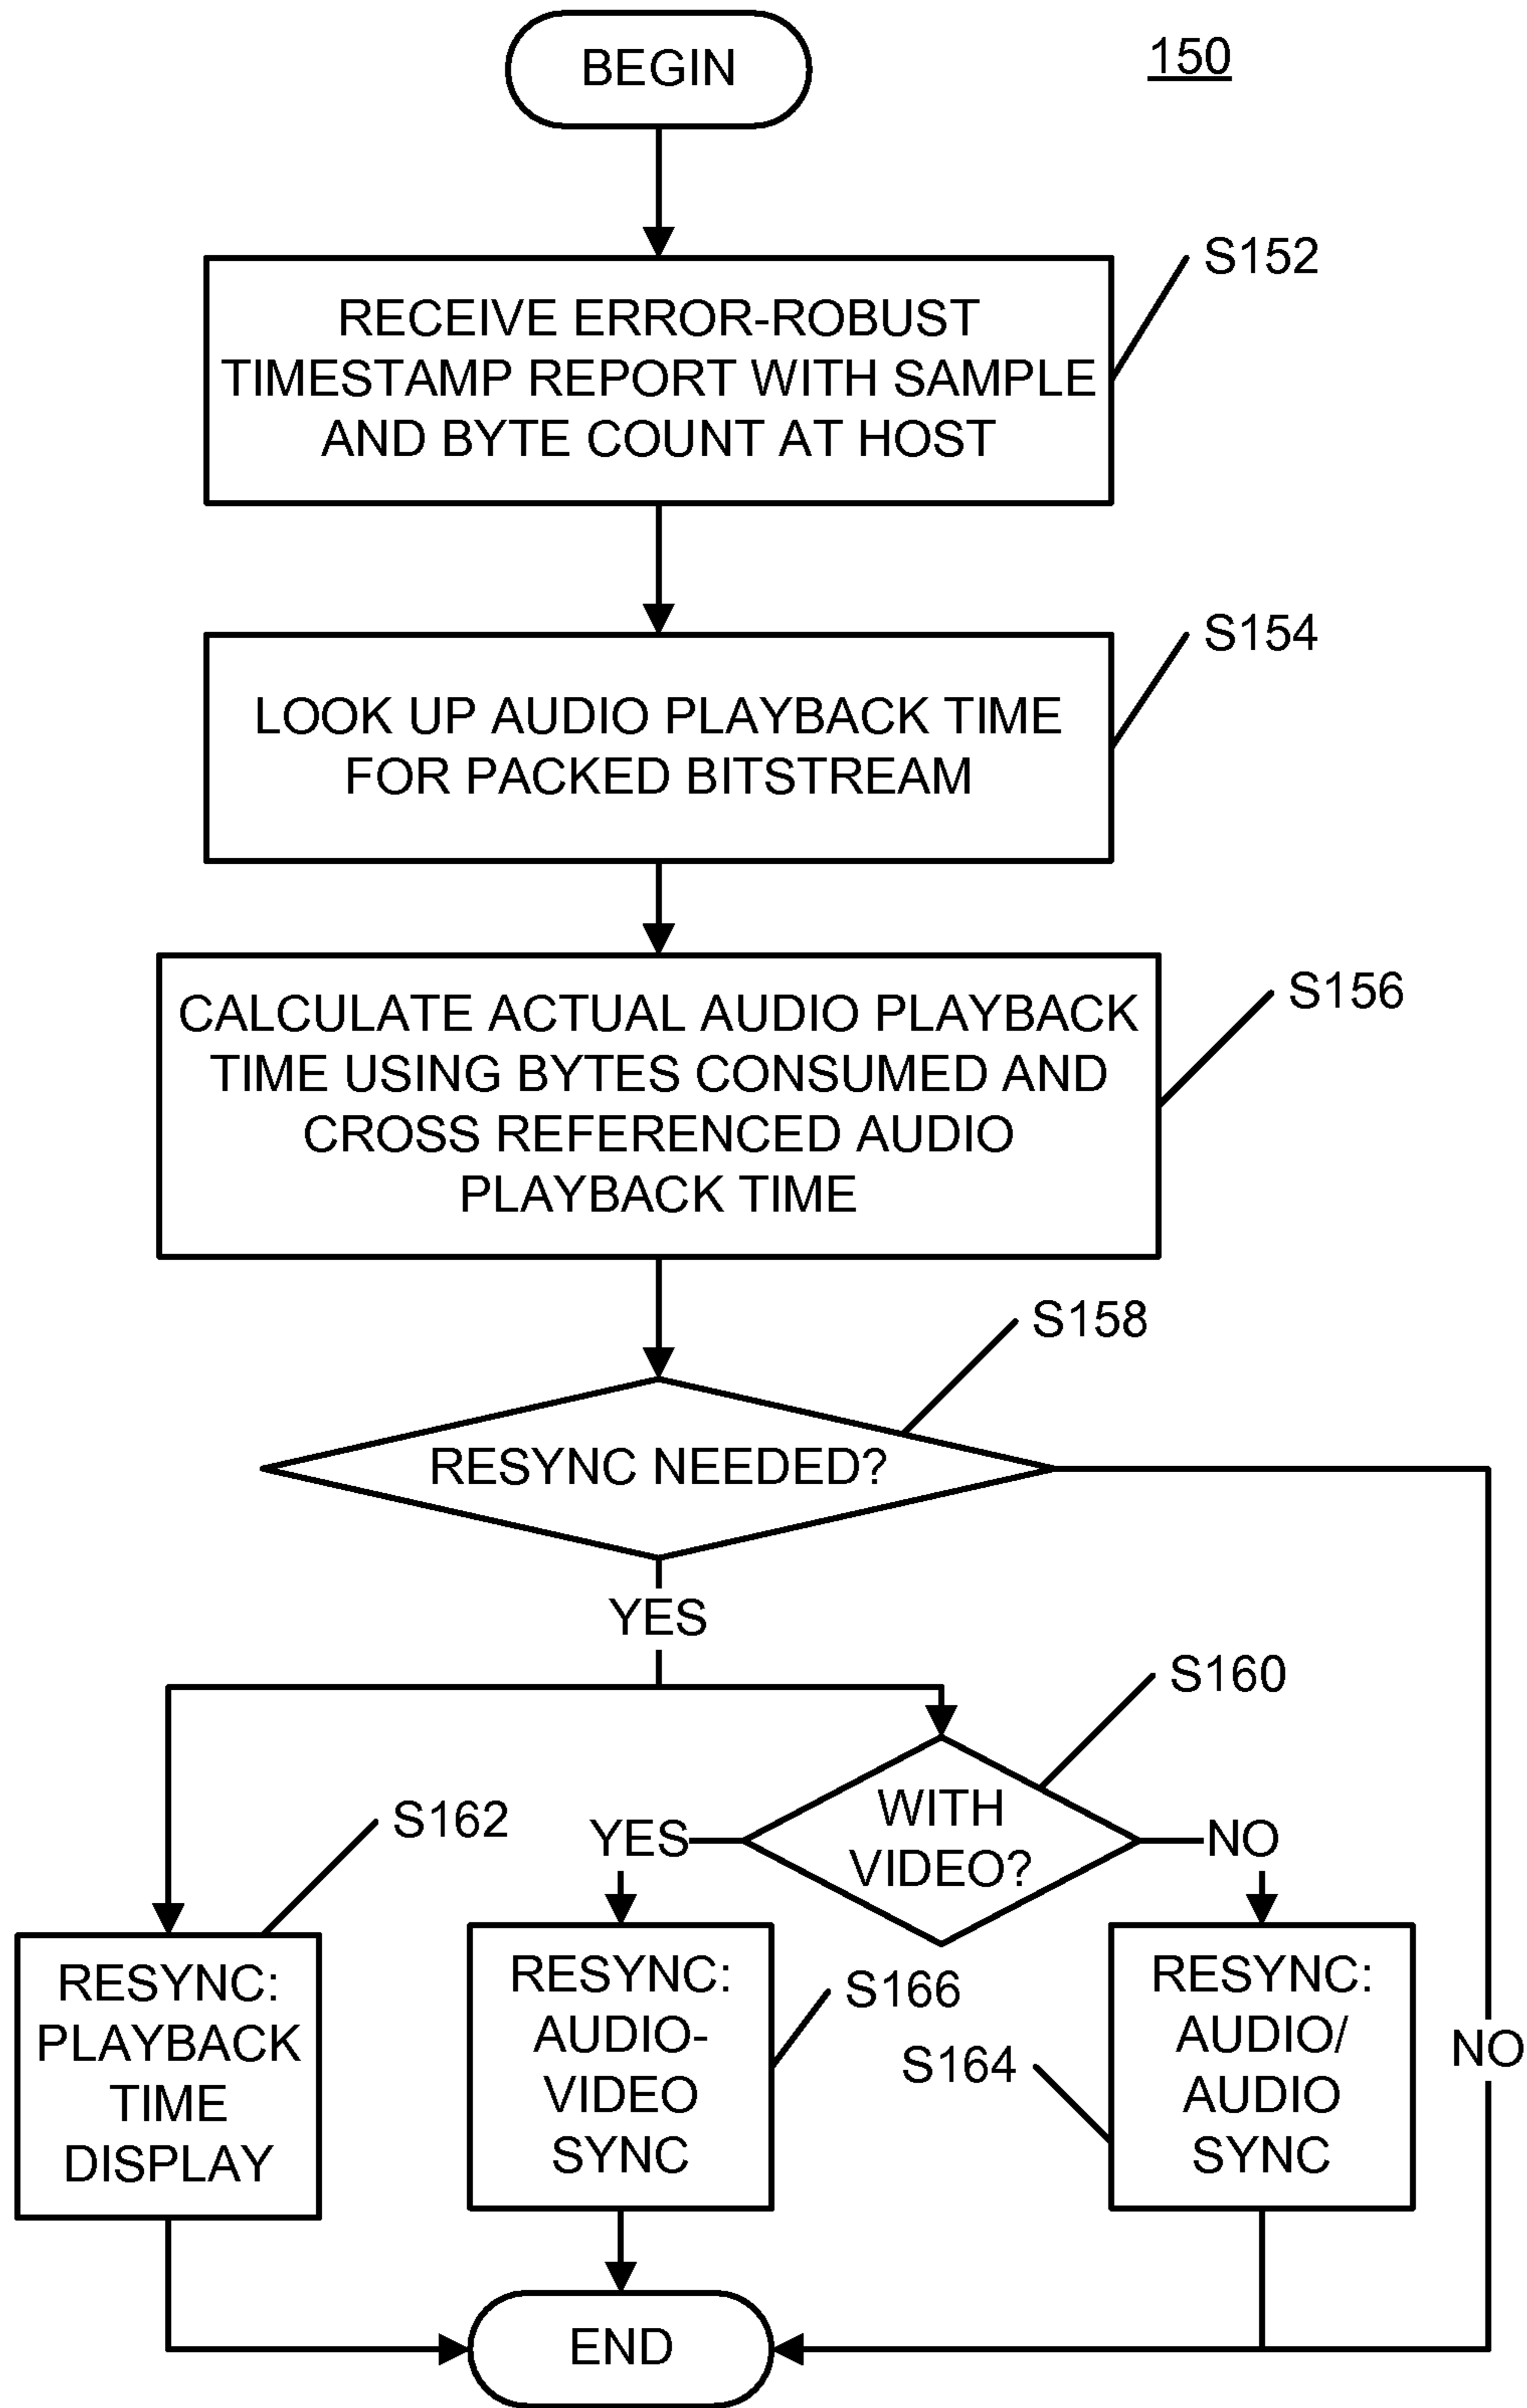 BEGIN
150
S152
RECEIVE ERROR-ROBUST
TIMESTAMP REPORT WITH SAMPLE
AND BYTE COUNT AT HOST
S154
LOOK UP AUDIO PLAYBACK TIME
FOR PACKED BITSTREAM
S156
CALCULATE ACTUAL AUDIO PLAYBACK
TIME USING BYTES CONSUMED AND
CROSS REFERENCED AUDIO
PLAYBACK TIME
S158
RESYNC NEEDED?
YES
S160
WITH
VIDEO?
YES
NO
S162
RESYNC:
PLAYBACK
TIME
DISPLAY
RESYNC:
AUDIO-
VIDEO
SYNC
S166
S164
RESYNC:
AUDIO/
AUDIO
SYNC
NO
END